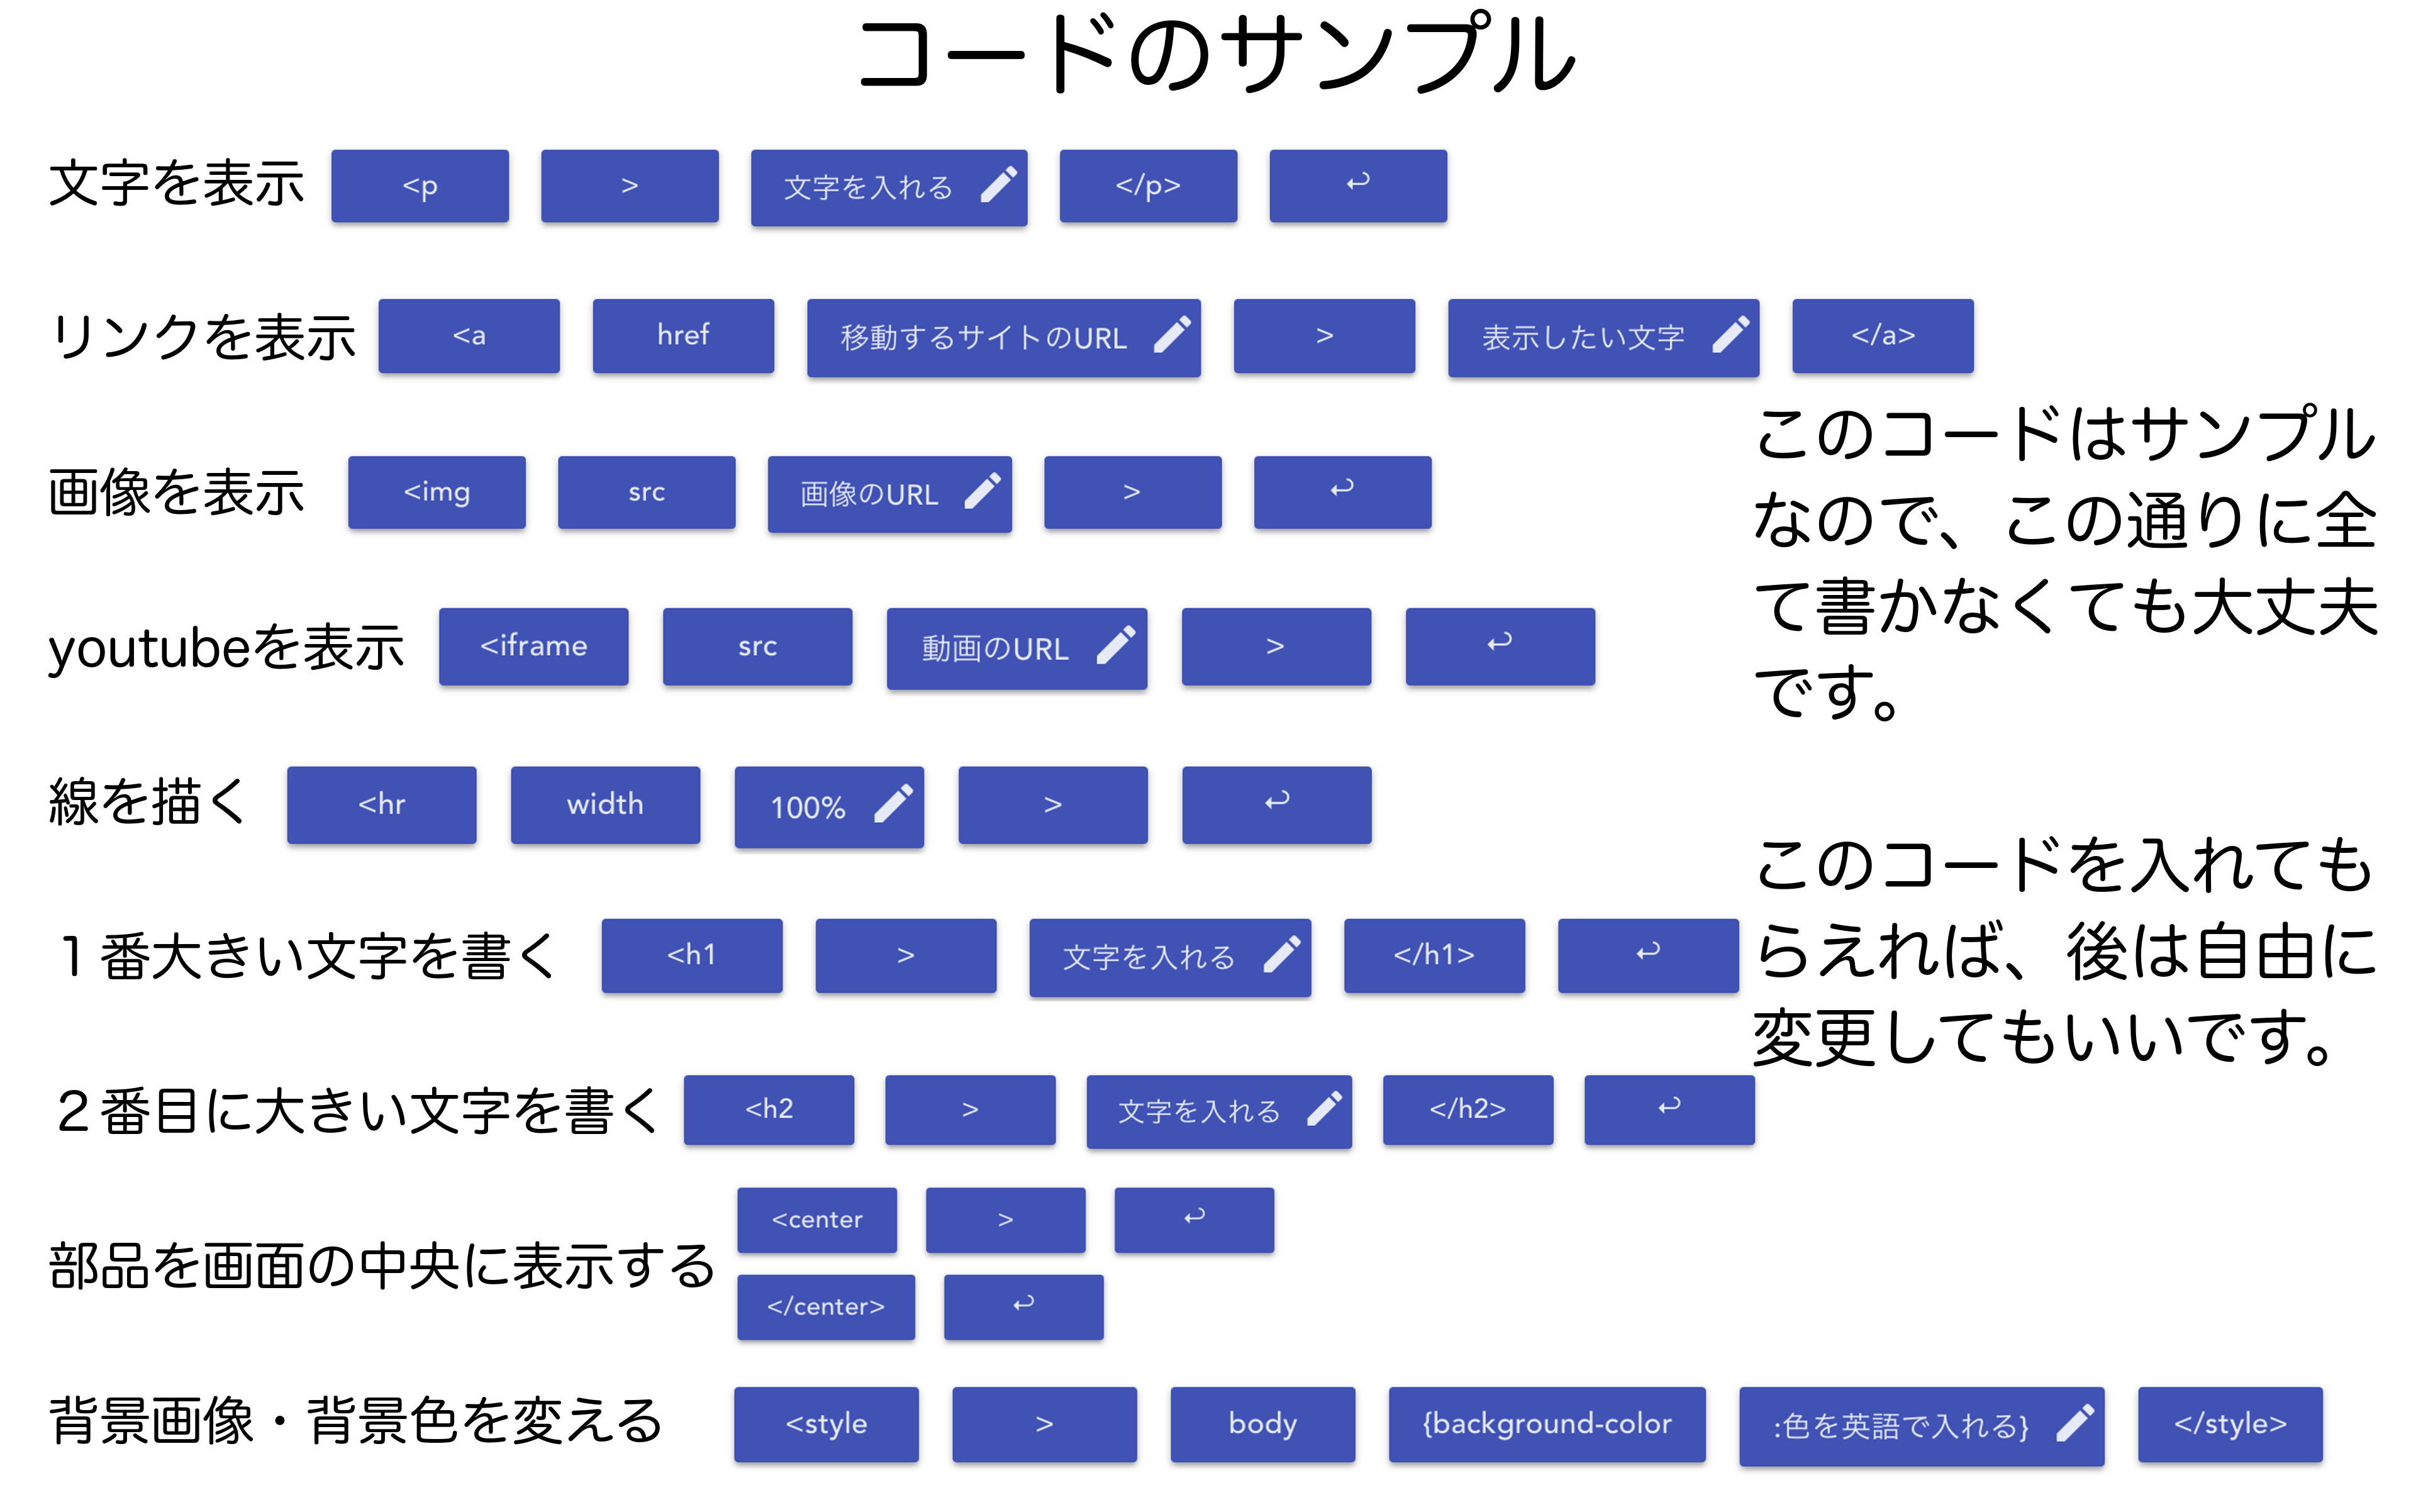 コードのサンプル
文字を表示 <p > 文字を入れる </p> ↩
リンクを表示 <a href 移動するサイトのURL > 表示したい文字 </a>
画像を表示 <img src 画像のURL > ↩
youtubeを表示 <iframe src 動画のURL > ↩
線を描く <hr width 100% > ↩
１番大きい文字を書く <h1 > 文字を入れる </h1> ↩
２番目に大きい文字を書く <h2 > 文字を入れる </h2> ↩
部品を画面の中央に表示する
<center > ↩
</center> ↩
背景画像・背景色を変える <style > body {background-color :色を英語で入れる} </style>
このコードはサンプル
なので、この通りに全
て書かなくても大丈夫
です。
このコードを入れても
らえれば、後は自由に
変更してもいいです。